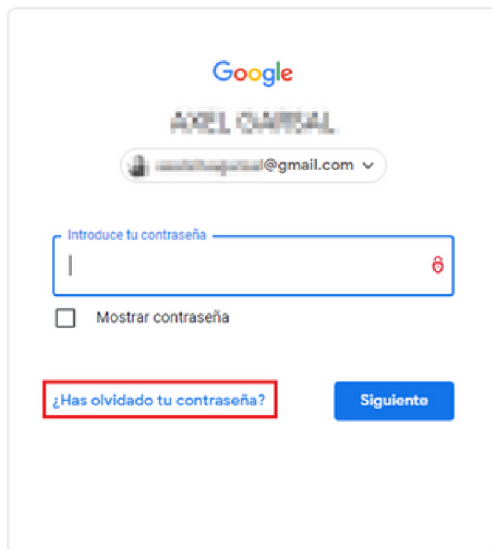 Google
@gmail.com
Introduce tu contraseña
Mostrar contraseña
¿Has olvidado tu contraseña?
Siguiente